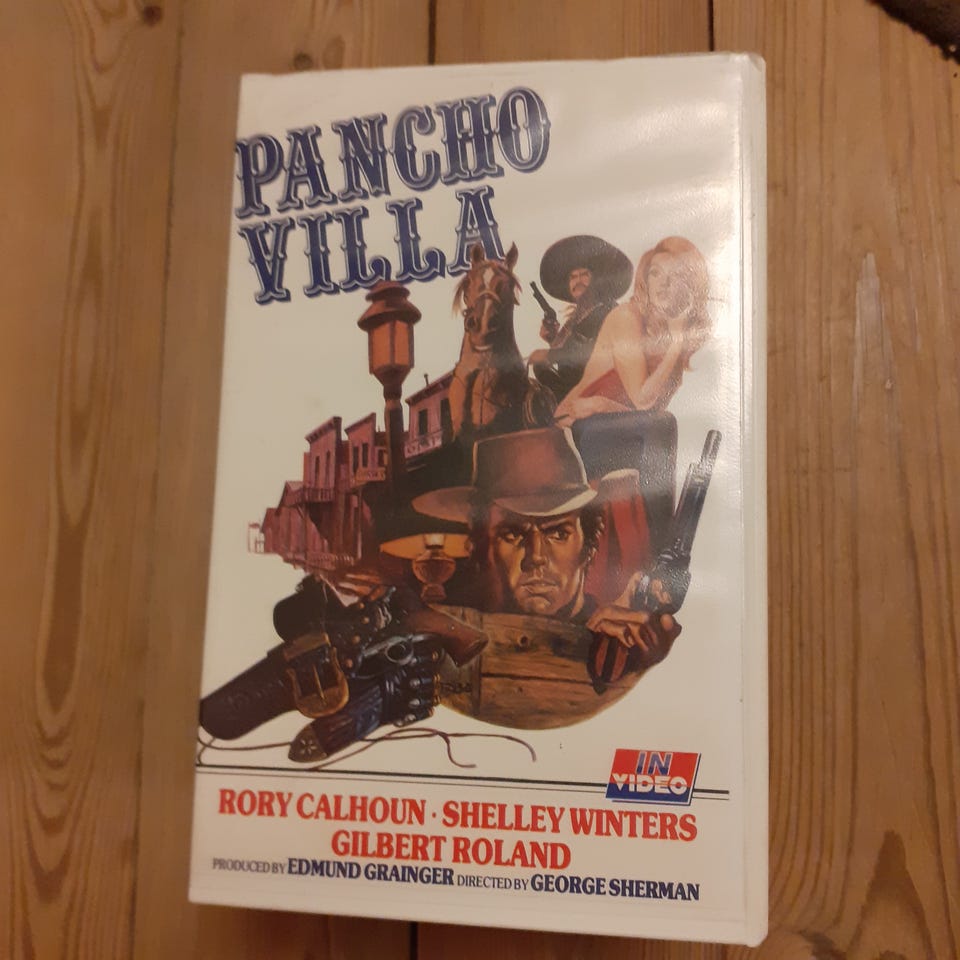 PANCHO
VILLA
IN
VIDEO
RORY CALHOUN · SHELLEY WINTERS
GILBERT ROLAND
PRODUCED BY EDMUND GRAINGER DIRECTED BY GEORGE SHERMAN